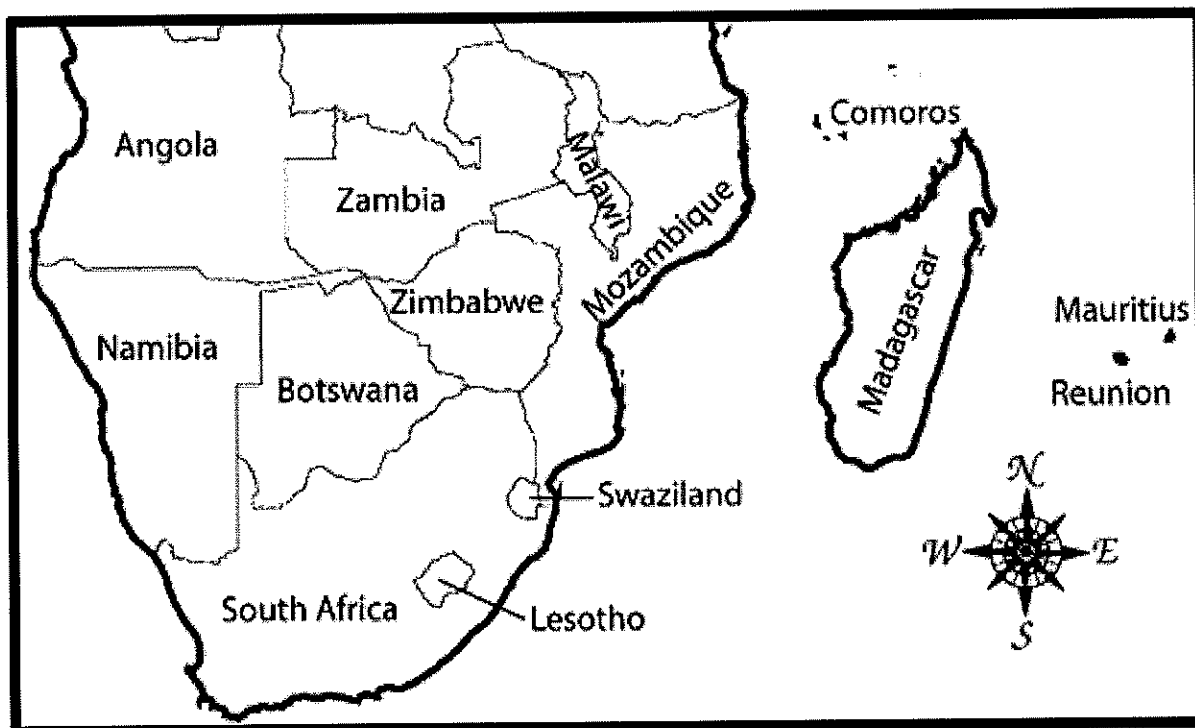 Angola
Zambia
Malawi
Mozambique
Comoros
Namibia
Botswana
Zimbabwe
Madagascar
Mauritius
Reunion
Swaziland
South Africa
Lesotho
N
W
E
S